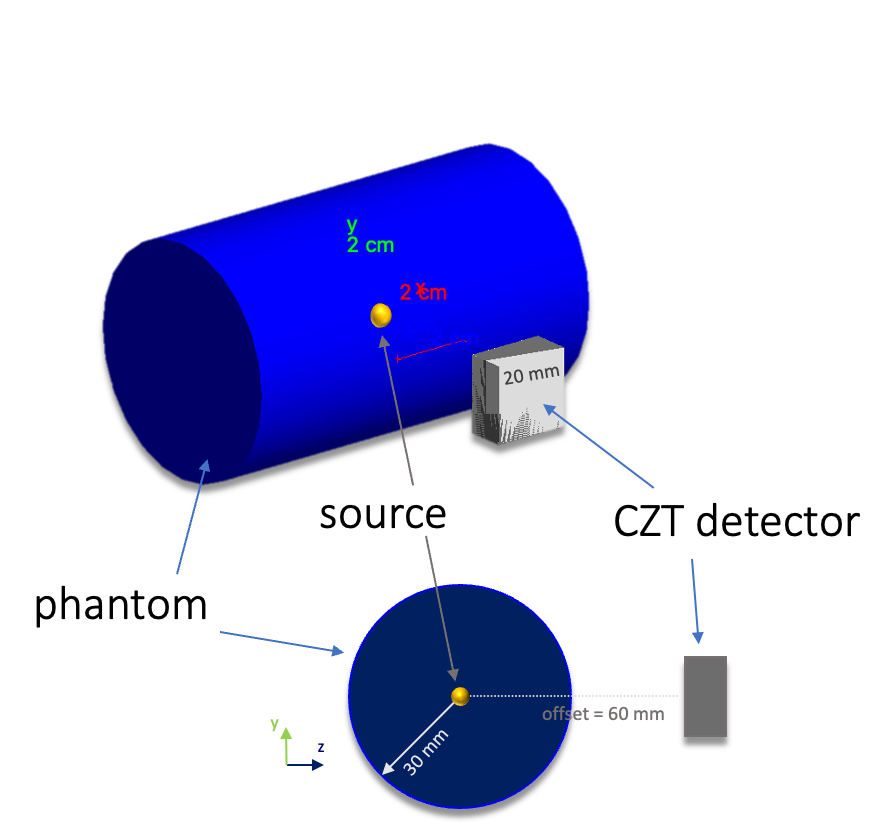 y
2 cm
x
2 cm
20 mm
source
CZT detector
phantom
offset = 60 mm
y
z
30 mm